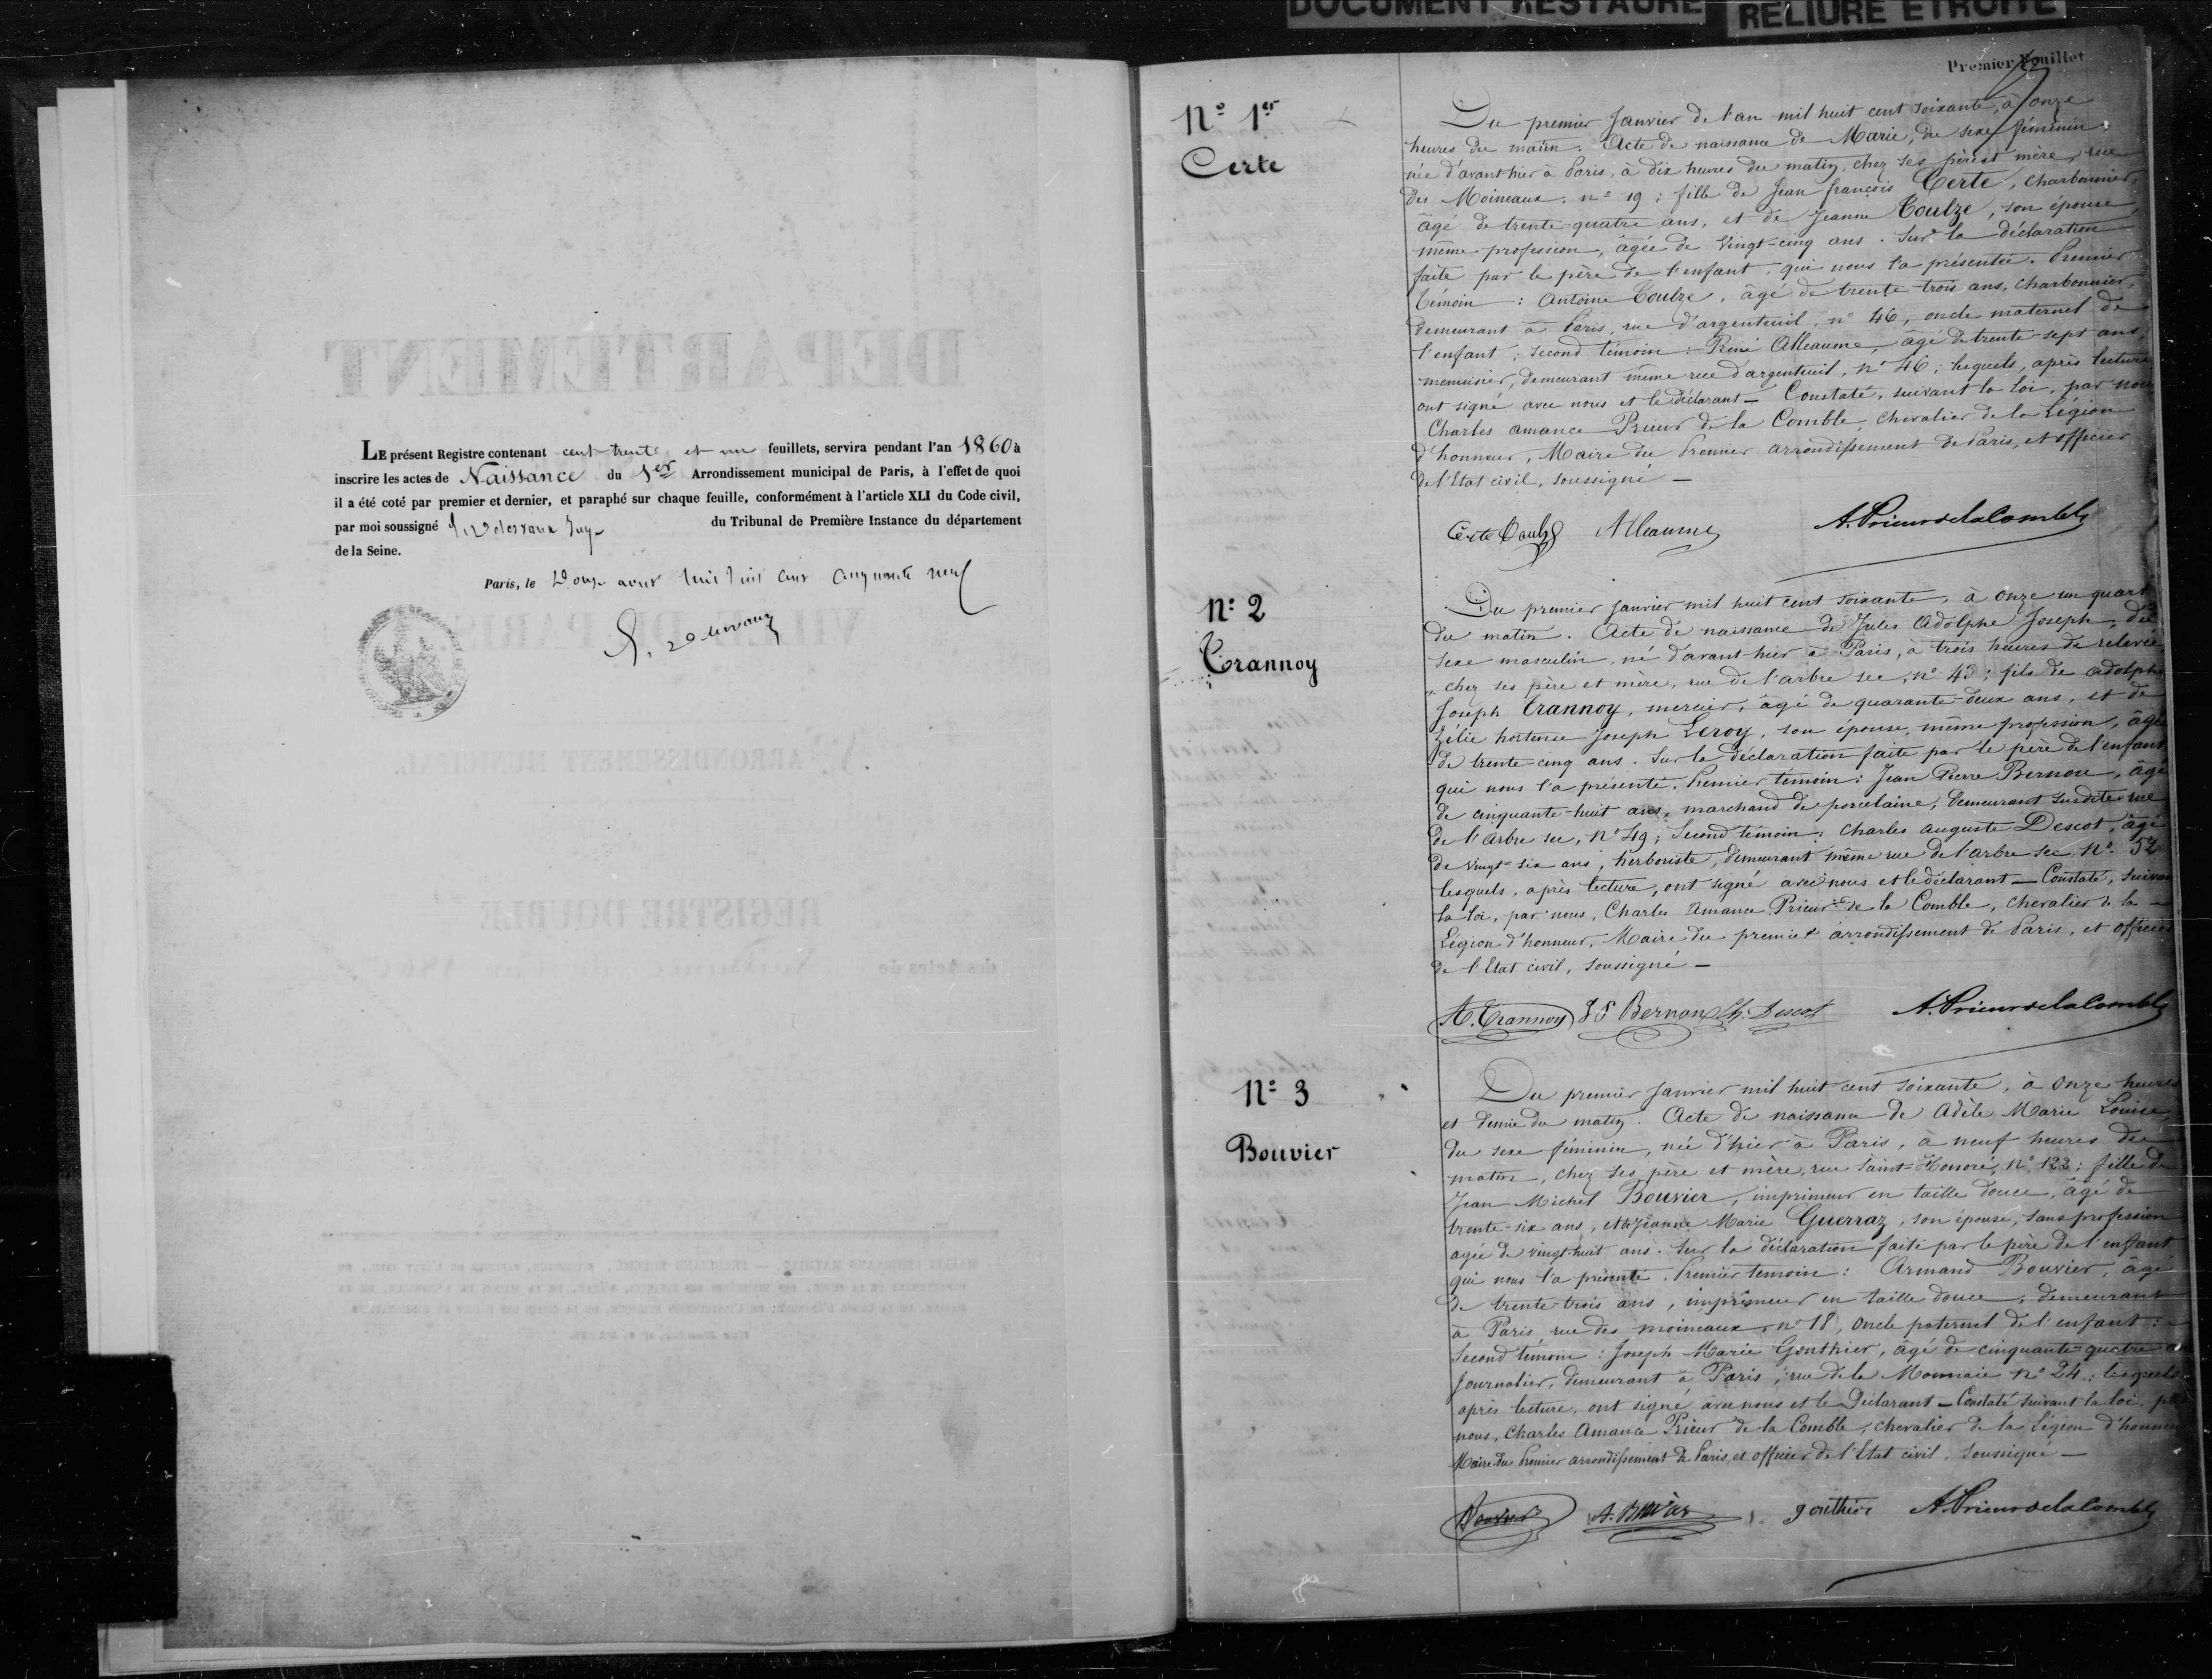 DOCUMENT RESTAURÉ
RELIURE ETROITE
LE présent Registre contenant cent trente et un feuillets, servira pendant l'an 1860 à
inscrire les actes de Naissance du 1er Arrondissement municipal de Paris, à l'effet de quoi
il a été coté par premier et dernier, et paraphé sur chaque feuille, conformément à l'article XLI du Code civil,
par moi soussigné du Tribunal de Première Instance du département
de la Seine.
Paris, le Douze mil huit cent cinquante neuf
Premier Feuillet
N° 1er
Certe
Du premier Janvier de l'an mil huit cent soixante, à onze
heures du matin. Acte de naissance de Marie, du sexe féminin,
née d'avant hier à Paris, à dix heures du matin, chez ses père et mère, rue
des Moineaux, n° 19; fille de Jean françois Certe, charbonnier,
âgé de trente-quatre ans, et de Jeanne Coulze, son épouse,
même profession, âgée de vingt-cinq ans. Sur la déclaration
faite par le père de l'enfant, qui nous l'a présentée. Premier
témoin : Antoine Coulze, âgé de trente-trois ans, charbonnier,
demeurant à Paris, rue d'argenteuil, n° 46, oncle maternel de
l'enfant; second témoin : René Alleaume, âgé de trente-sept ans,
menuisier, demeurant même rue d'argenteuil, n° 46; lesquels, après lecture
ont signé avec nous et le déclarant - Constaté, suivant la loi, par nous
Charles amance Prieur de la Comble, chevalier de la Légion
d'honneur, Maire du Premier arrondissement de Paris, et officier
de l'Etat civil, soussigné -
Certe Coulze Alleaume A. Prieur de la Comble
N° 2
Trannoy
Du premier Janvier mil huit cent soixante, à onze un quart
du matin. Acte de naissance de Jules Adolphe Joseph, du
sexe masculin, né d'avant-hier à Paris, à trois heures de relevée
chez ses père et mère, rue de l'arbre sec, n° 45; fils de adolphe
Joseph Trannoy, mercier, âgé de quarante-deux ans, et de
Zélie hortense Joseph Leroy, son épouse, même profession, âgée
de trente-cinq ans. Sur la déclaration faite par le père de l'enfant
qui nous l'a présenté. Premier témoin : Jean Pierre Bernon, âgé
de cinquante-huit ans, marchand de porcelaine, demeurant susdite rue
de l'arbre sec, n° 49; Second témoin : Charles auguste Descot, âgé
de vingt-six ans, herboriste, demeurant même rue de l'arbre sec N° 52
lesquels, après lecture, ont signé avec nous et le déclarant - Constaté, suivant
la loi, par nous, Charles Amance Prieur de la Comble, chevalier de la -
Légion d'honneur, Maire du premier arrondissement de Paris, et officier
de l'Etat civil, soussigné -
A. Trannoy J P Bernon Ch. Descot A. Prieur de la Comble
N° 3
Bouvier
Du premier Janvier mil huit cent soixante, à onze heures
et demie du matin. Acte de naissance de Adèle Marie Louise,
du sexe féminin, née d'hier à Paris, à neuf heures du
matin, chez ses père et mère, rue Saint-Honoré, N° 122; fille de
Jean Michel Bouvier, imprimeur en taille douce, âgé de
trente-six ans, et de Jeanne Marie Guerraz, son épouse, sans profession
agée de vingt-huit ans. Sur la déclaration faite par le père de l'enfant
qui nous l'a présenté. Premier temoin : Armand Bouvier, âgé
de trente-trois ans, imprimeur en taille douce, demeurant
à Paris, rue des moineaux, n° 18, oncle paternel de l'enfant :
Second témoin : Joseph Marie Gonthier, âgé de cinquante-quatre
journalier, demeurant à Paris, rue de la Monnaie N° 24; lesquels
après lecture, ont signé avec nous et le Déclarant - Constaté suivant la loi, par
nous, Charles Amance Prieur de la Comble, chevalier de la Légion d'honneur
Maire du Premier arrondissement de Paris, et officier de l'Etat civil, soussigné -
Bouvier A. Bouvier gonthier A. Prieur de la Comble